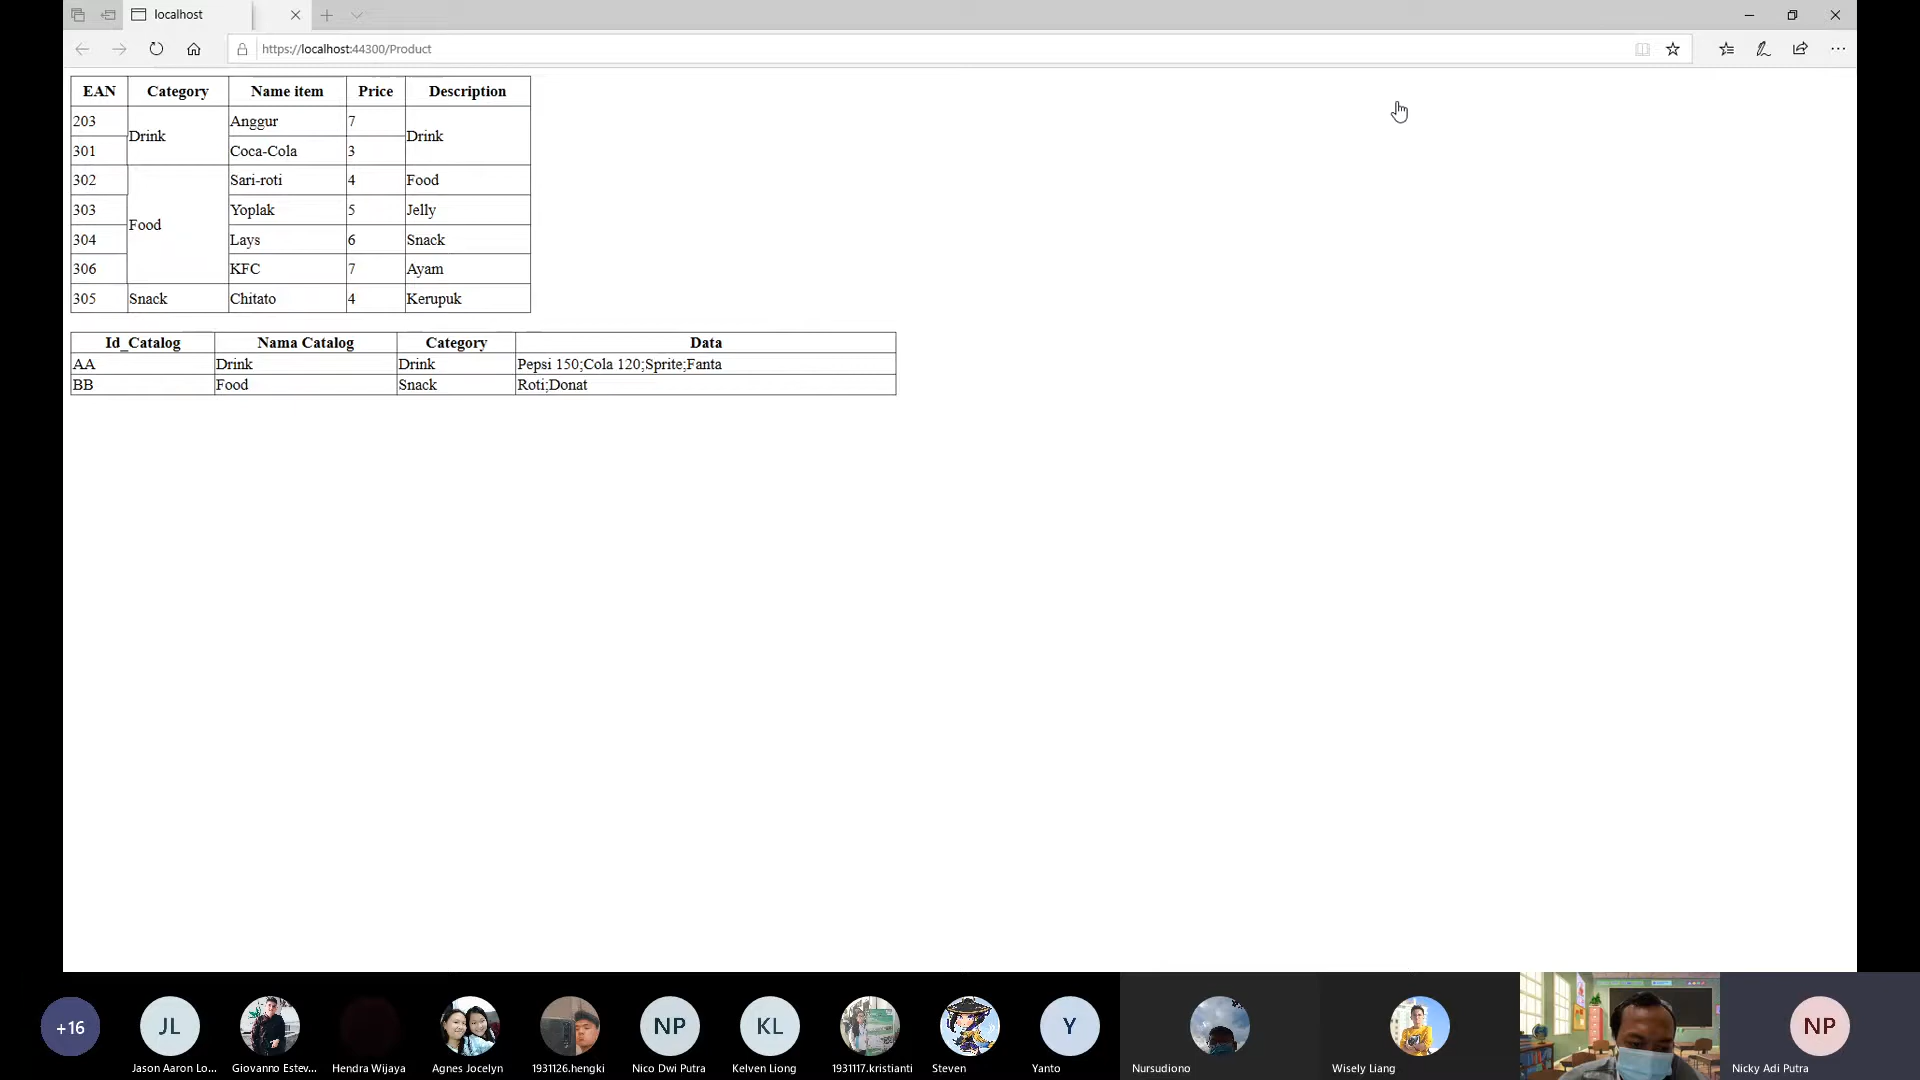 localhost
https://localhost:44300/Product
EAN Category Name item Price Description
203 Drink Anggur 7 Drink
301 Coca-Cola 3
302 Food Sari-roti 4 Food
303 Yoplak 5 Jelly
304 Lays 6 Snack
306 KFC 7 Ayam
305 Snack Chitato 4 Kerupuk
Id_Catalog Nama Catalog Category Data
AA Drink Drink Pepsi 150;Cola 120;Sprite;Fanta
BB Food Snack Roti;Donat
+16 JL NP KL Y NP
Jason Aaron Lo... Giovanno Estev... Hendra Wijaya Agnes Jocelyn 1931126.hengki Nico Dwi Putra Kelven Liong 1931117.kristianti Steven Yanto Nursudiono Wisely Liang Nicky Adi Putra